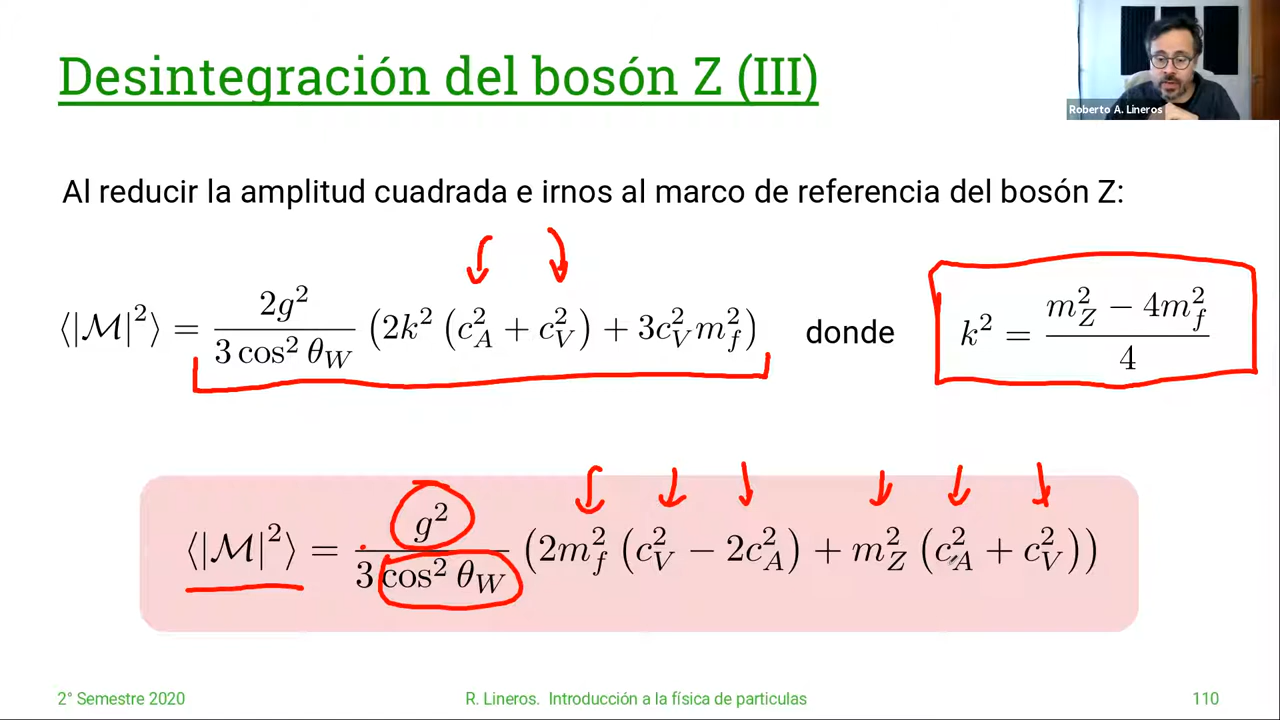 Desintegración del bosón Z (III)
Roberto A. Lineros
Al reducir la amplitud cuadrada e irnos al marco de referencia del bosón Z:
⟨|ℳ|²⟩ = 2g² / (3 cos² θ_W) (2k² (c_A² + c_V²) + 3c_V² m_f²) donde k² = (m_Z² − 4m_f²) / 4
⟨|ℳ|²⟩ = g² / (3 cos² θ_W) (2m_f² (c_V² − 2c_A²) + m_Z² (c_A² + c_V²))
2° Semestre 2020 R. Lineros. Introducción a la física de particulas 110